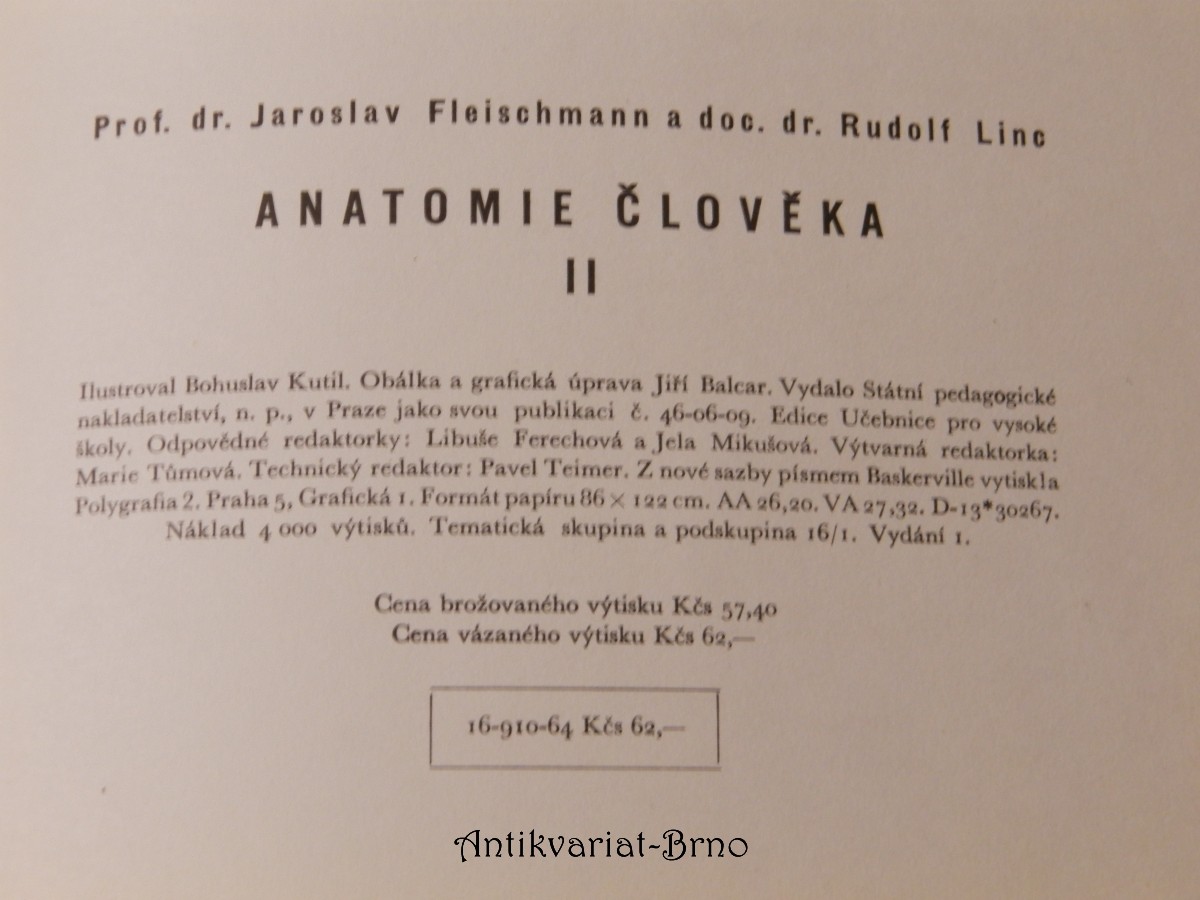 Prof. dr. Jaroslav Fleischmann a doc. dr. Rudolf Linc
ANATOMIE ČLOVĚKA
II
Ilustroval Bohuslav Kutil. Obálka a grafická úprava Jiří Balcar. Vydalo Státní pedagogické
nakladatelství, n. p., v Praze jako svou publikaci č. 46-06-09. Edice Učebnice pro vysoké
školy. Odpovědné redaktorky: Libuše Ferechová a Jela Mikušová. Výtvarná redaktorka:
Marie Tůmová. Technický redaktor: Pavel Teimer. Z nové sazby písmem Baskerville vytiskla
Polygrafia 2. Praha 5, Grafická 1. Formát papíru 86 × 122 cm. AA 26,20. VA 27,32. D-13*30267.
Náklad 4 000 výtisků. Tematická skupina a podskupina 16/1. Vydání 1.
Cena brožovaného výtisku Kčs 57,40
Cena vázaného výtisku Kčs 62,—
16-910-64 Kčs 62,—
Antikvariat-Brno